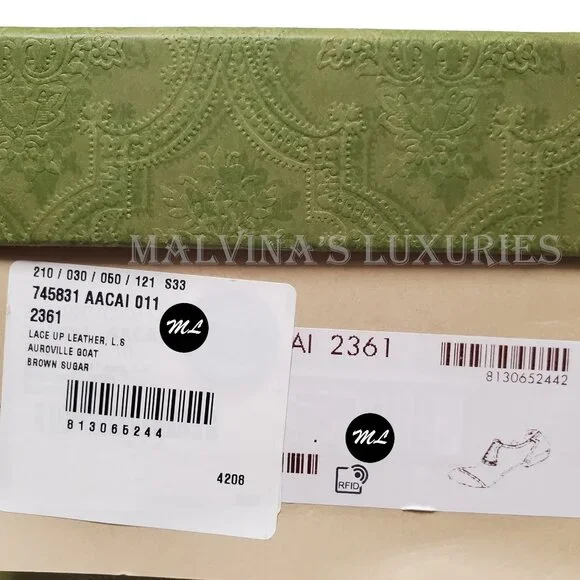 MALVINA'S LUXURIES
210 / 030 / 050 / 121 S33
745831 AACAI 011
2361
ML
LACE UP LEATHER, L.S
AUROVILLE GOAT
BROWN SUGAR
813065244
4208
AI 2361
8130652442
ML
RFID